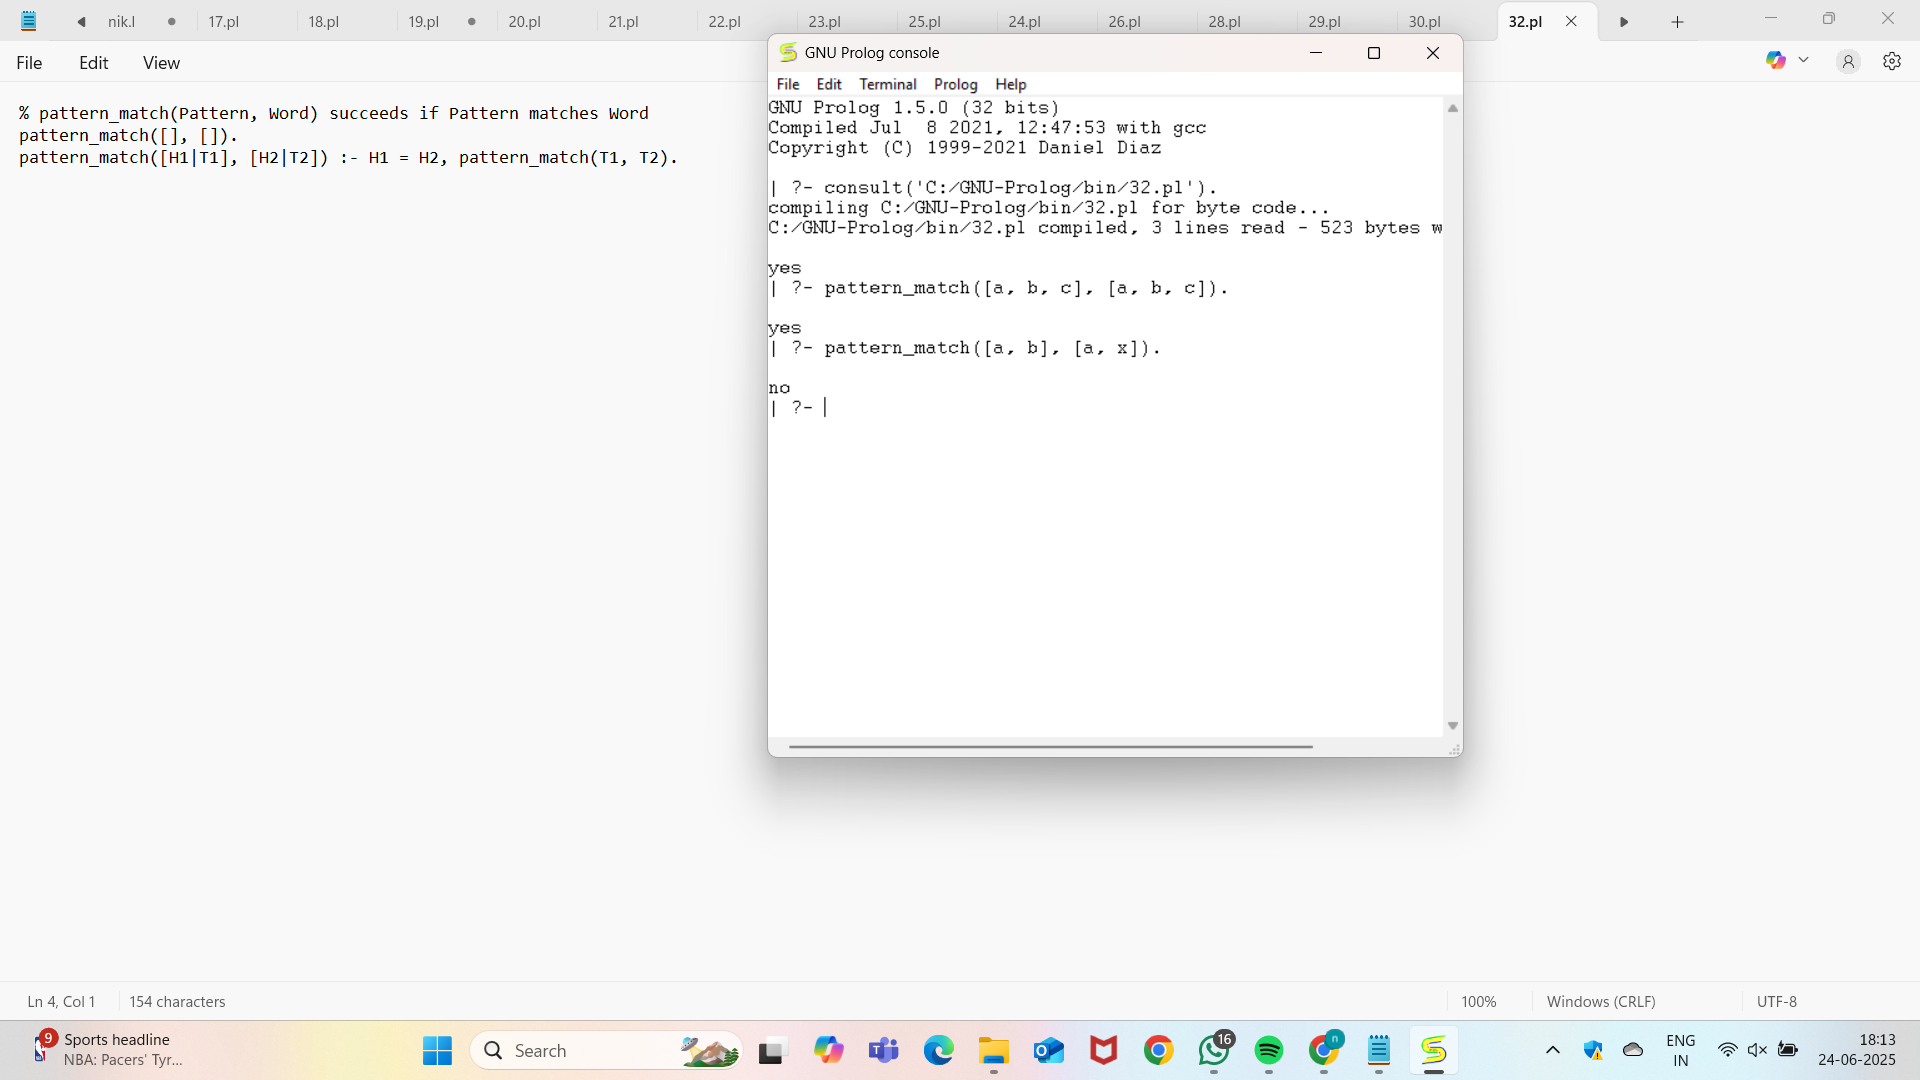 nik.l
17.pl
18.pl
19.pl
20.pl
21.pl
22.pl
23.pl
25.pl
24.pl
26.pl
28.pl
29.pl
30.pl
32.pl
File
Edit
View
% pattern_match(Pattern, Word) succeeds if Pattern matches Word
pattern_match([], []).
pattern_match([H1|T1], [H2|T2]) :- H1 = H2, pattern_match(T1, T2).
GNU Prolog console
File Edit Terminal Prolog Help
GNU Prolog 1.5.0 (32 bits)
Compiled Jul  8 2021, 12:47:53 with gcc
Copyright (C) 1999-2021 Daniel Diaz
| ?- consult('C:/GNU-Prolog/bin/32.pl').
compiling C:/GNU-Prolog/bin/32.pl for byte code...
C:/GNU-Prolog/bin/32.pl compiled, 3 lines read - 523 bytes w
yes
| ?- pattern_match([a, b, c], [a, b, c]).
yes
| ?- pattern_match([a, b], [a, x]).
no
| ?-
Ln 4, Col 1
154 characters
100%
Windows (CRLF)
UTF-8
9
Sports headline
NBA: Pacers' Tyr...
Search
16
n
ENG
IN
18:13
24-06-2025